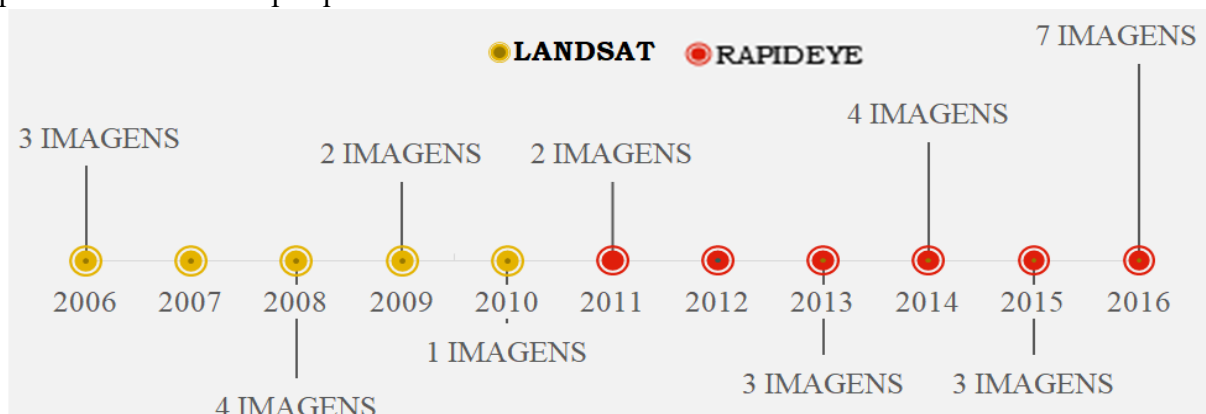 LANDSAT RAPIDEYE
7 IMAGENS
4 IMAGENS
3 IMAGENS
2 IMAGENS 2 IMAGENS
2006 2007 2008 2009 2010 2011 2012 2013 2014 2015 2016
1 IMAGENS
3 IMAGENS 3 IMAGENS
4 IMAGENS